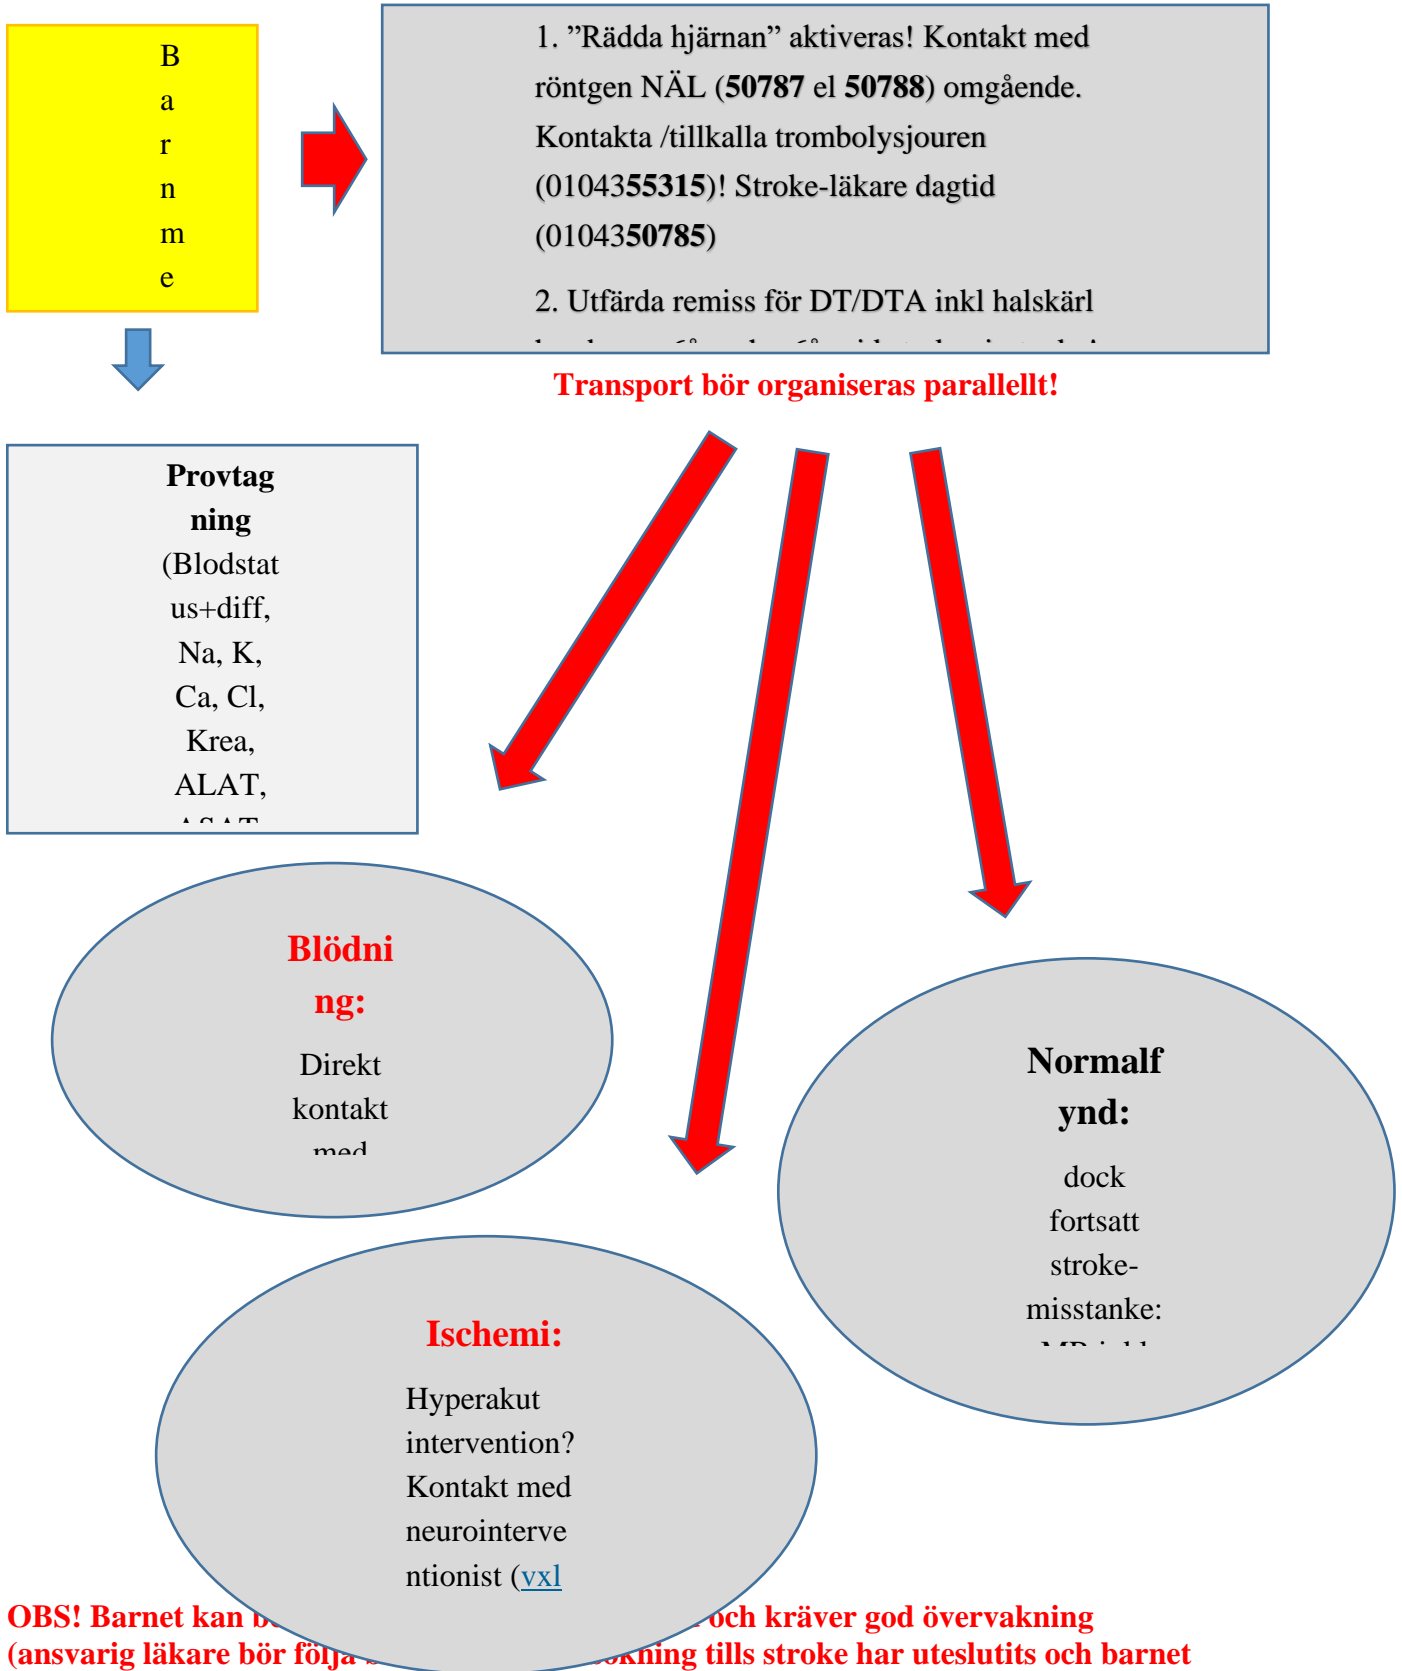 B
a
r
n
m
e
1. ”Rädda hjärnan” aktiveras! Kontakt med
röntgen NÄL (50787 el 50788) omgående.
Kontakta /tillkalla trombolysjouren
(0104355315)! Stroke-läkare dagtid
(0104350785)
2. Utfärda remiss för DT/DTA inkl halskärl
Transport bör organiseras parallellt!
Provtag
ning
(Blodstat
us+diff,
Na, K,
Ca, Cl,
Krea,
ALAT,
Blödni
ng:
Direkt
kontakt
med
Normalf
ynd:
dock
fortsatt
stroke-
misstanke:
Ischemi:
Hyperakut
intervention?
Kontakt med
neurointerve
ntionist (vxl
OBS! Barnet kan och kräver god övervakning
(ansvarig läkare bör följa tills stroke har uteslutits och barnet